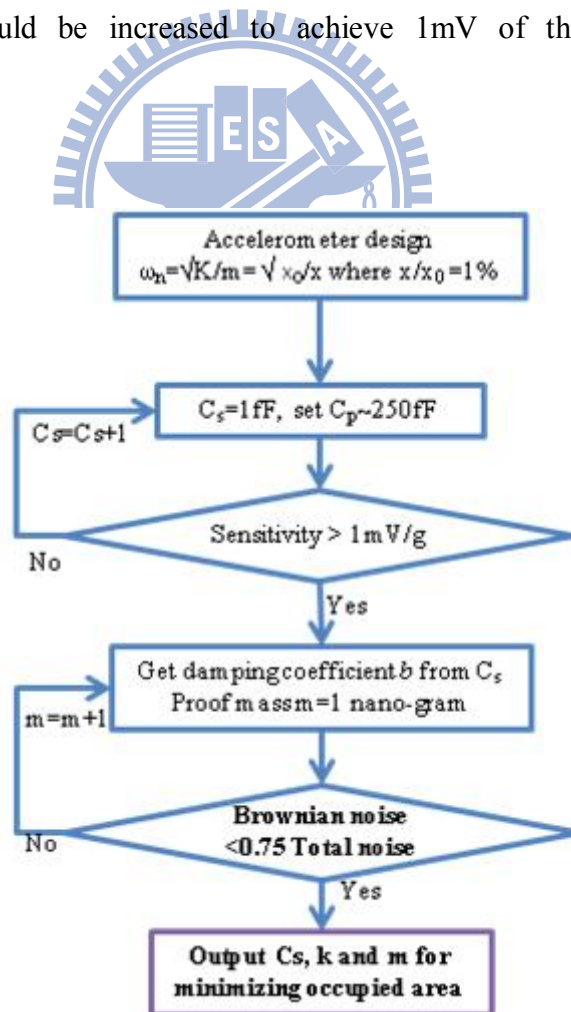 ould be increased to achieve 1mV of th
E S A
8
Accelerometer design
ωn=√K/m=√ x₀/x where x/x₀=1%
Cs=1fF, set Cp~250fF
Cs=Cs+1
Sensitivity > 1mV/g
No
Yes
Get damping coefficient b from Cs
Proof mass m=1 nano-gram
m=m+1
Brownian noise
<0.75 Total noise
No
Yes
Output Cs, k and m for
minimizing occupied area